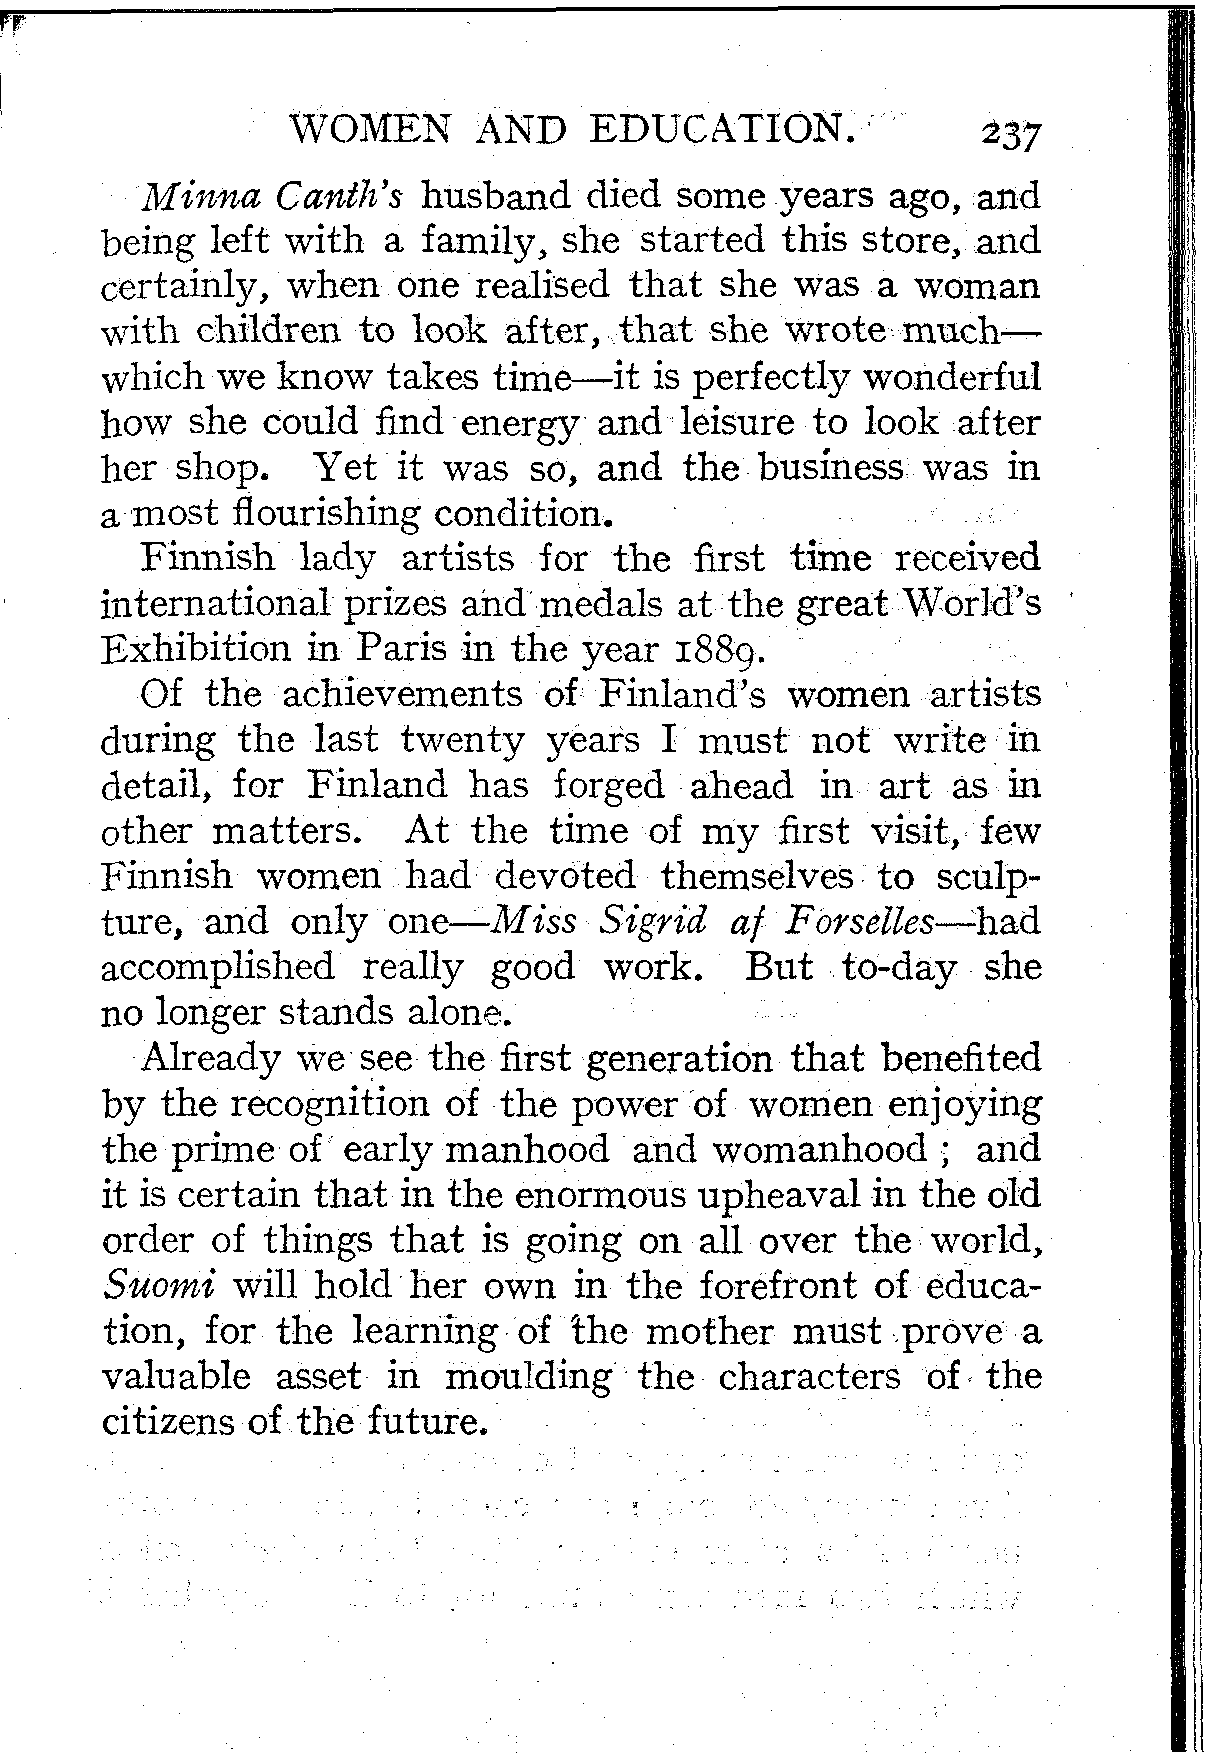 WOMEN AND EDUCATION. 237
Minna Canth's husband died some years ago, and
being left with a family, she started this store, and
certainly, when one realised that she was a woman
with children to look after, that she wrote much—
which we know takes time—it is perfectly wonderful
how she could find energy and leisure to look after
her shop. Yet it was so, and the business was in
a most flourishing condition.
Finnish lady artists for the first time received
international prizes and medals at the great World's
Exhibition in Paris in the year 1889.
Of the achievements of Finland's women artists
during the last twenty years I must not write in
detail, for Finland has forged ahead in art as in
other matters. At the time of my first visit, few
Finnish women had devoted themselves to sculp-
ture, and only one—Miss Sigrid af Forselles—had
accomplished really good work. But to-day she
no longer stands alone.
Already we see the first generation that benefited
by the recognition of the power of women enjoying
the prime of early manhood and womanhood ; and
it is certain that in the enormous upheaval in the old
order of things that is going on all over the world,
Suomi will hold her own in the forefront of educa-
tion, for the learning of the mother must prove a
valuable asset in moulding the characters of the
citizens of the future.